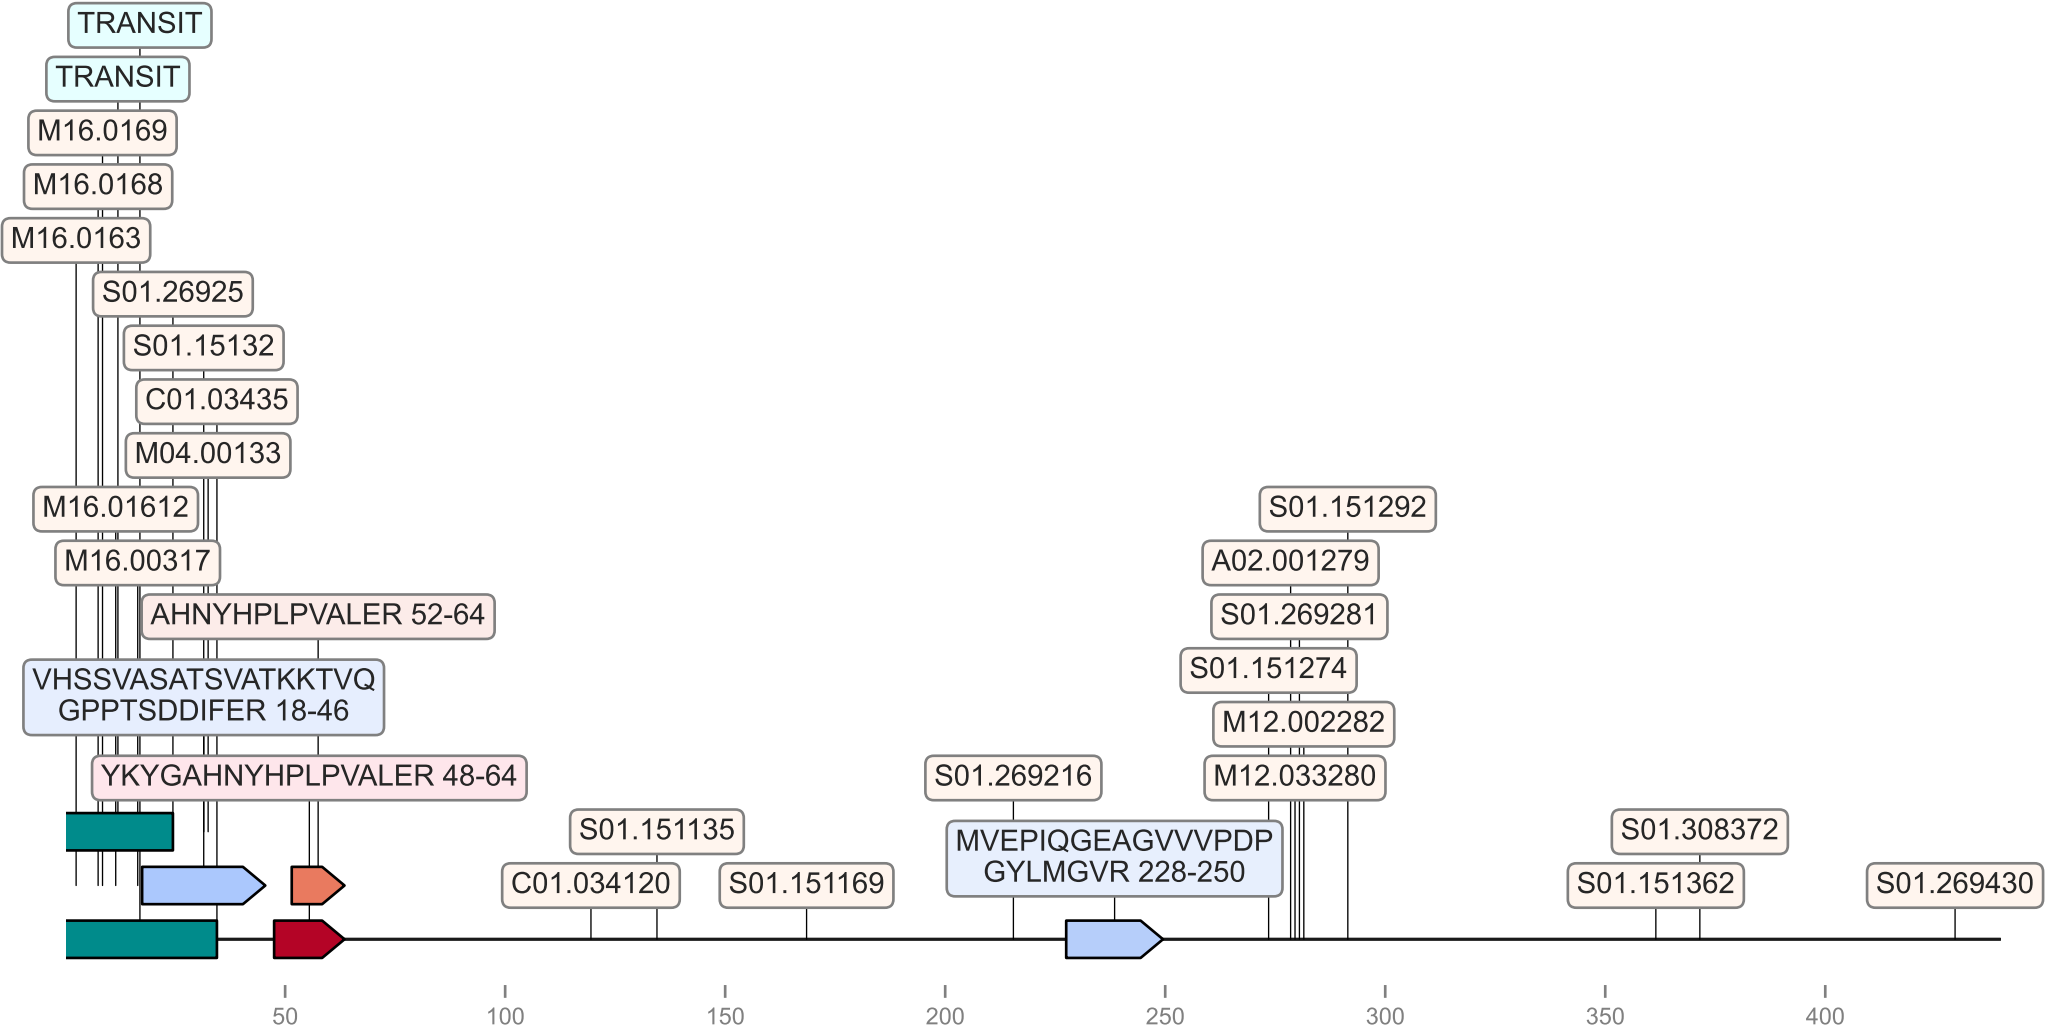 TRANSIT
TRANSIT
M16.0169
M16.0168
M16.0163
S01.26925
S01.15132
C01.03435
M04.00133
M16.01612
S01.151292
M16.00317
A02.001279
AHNYHPLPVALER 52-64
S01.269281
VHSSVASATSVATKKTVQ
GPPTSDDIFER 18-46
S01.151274
M12.002282
YKYGAHNYHPLPVALER 48-64
S01.269216
M12.033280
S01.151135
MVEPIQGEAGVVVPDP
GYLMGVR 228-250
S01.308372
C01.034120
S01.151169
S01.151362
S01.269430
50
100
150
200
250
300
350
400